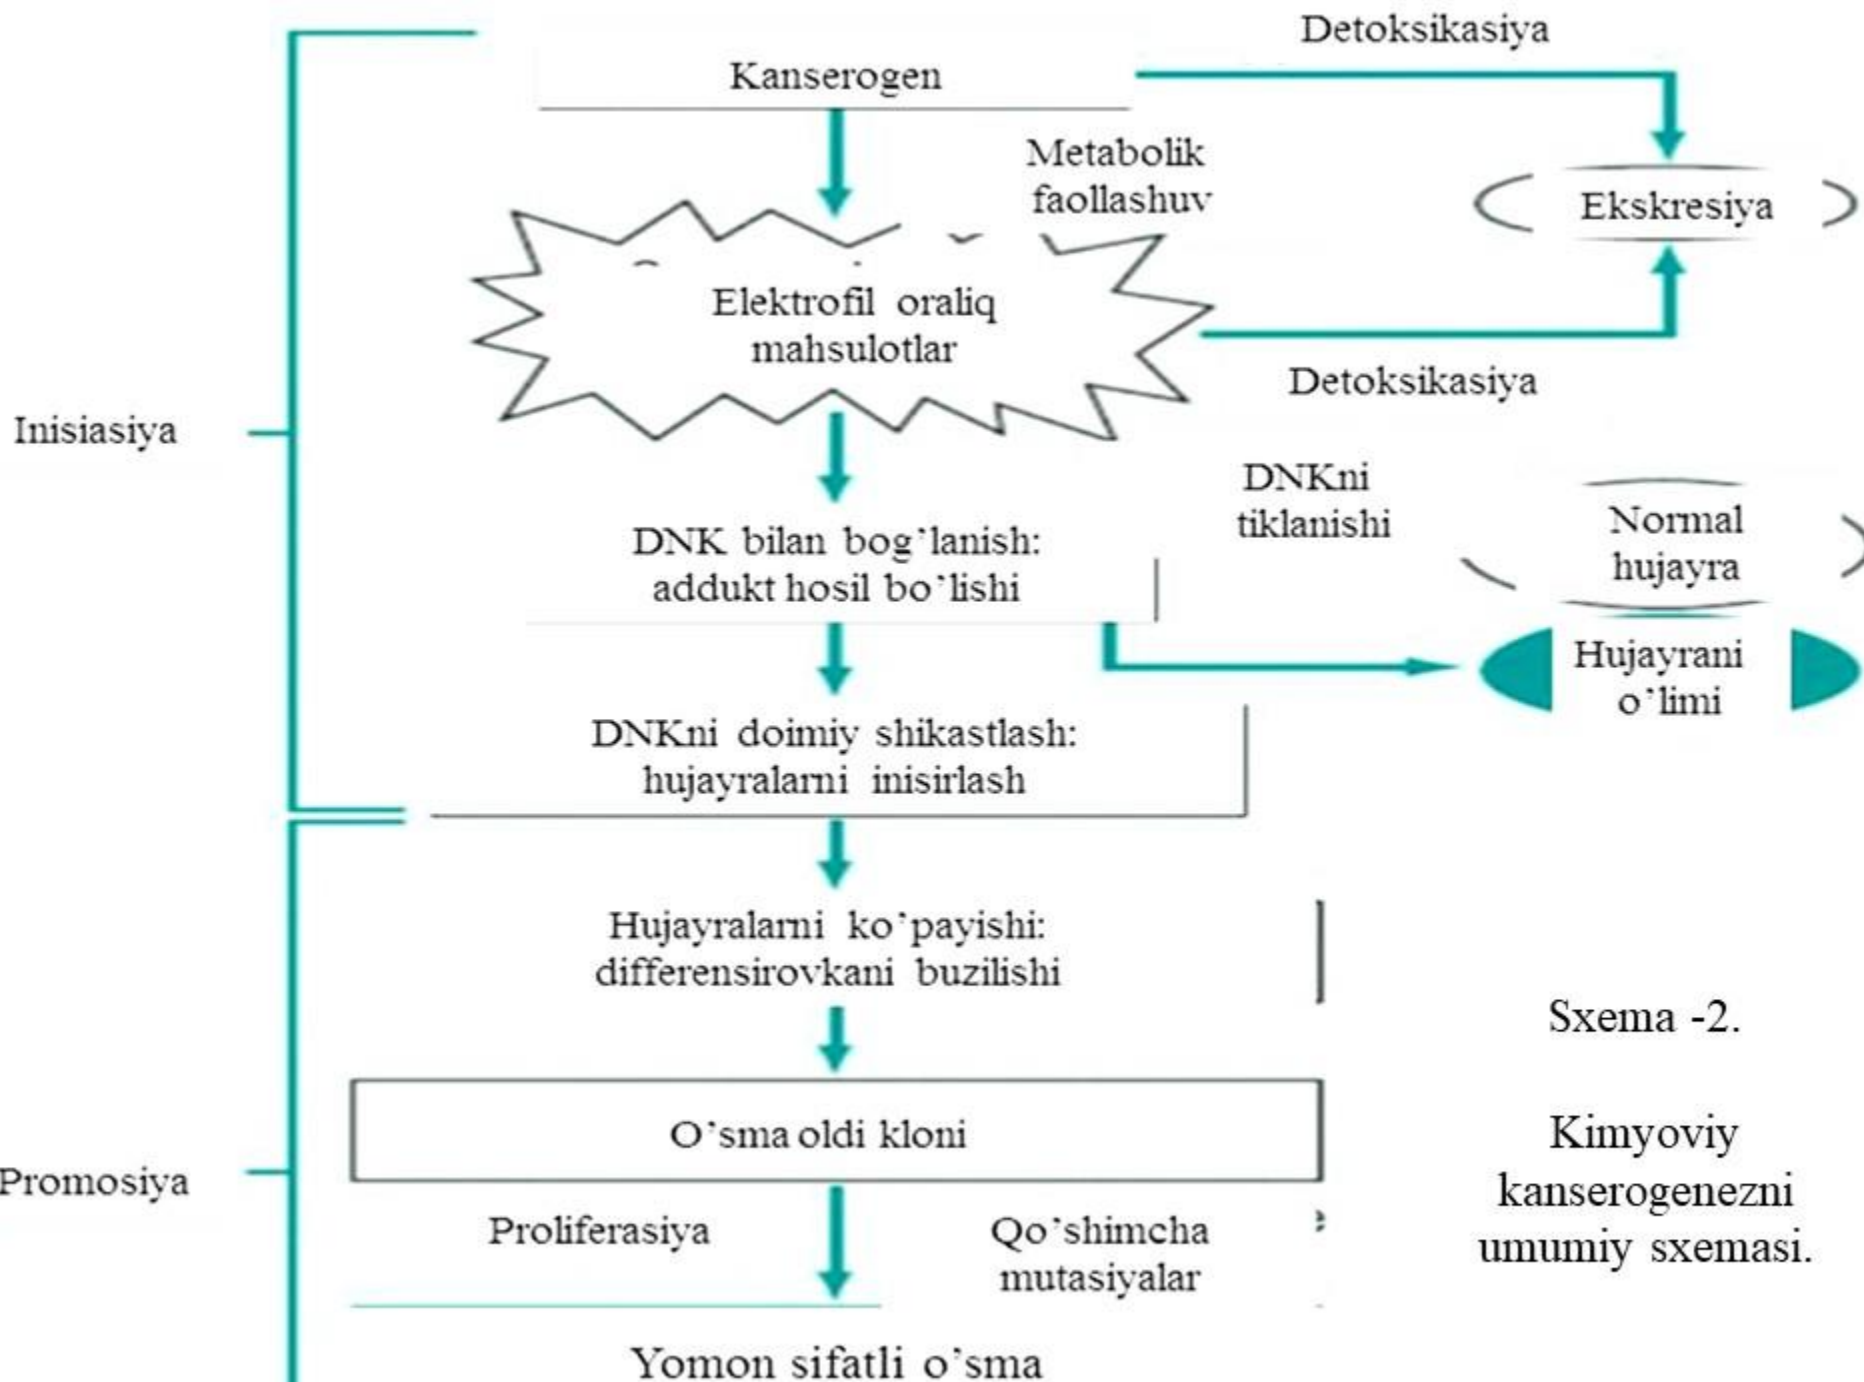 Detoksikasiya
Kanserogen
Metabolik
faollashuv
Ekskresiya
Elektrofil oraliq
mahsulotlar
Detoksikasiya
Inisiasiya
DNKni
tiklanishi
Normal
hujayra
DNK bilan bog’lanish:
addukt hosil bo’lishi
Hujayrani
o’limi
DNKni doimiy shikastlash:
hujayralarni inisirlash
Hujayralarni ko’payishi:
differensirovkani buzilishi
Sxema -2.
Kimyoviy
kanserogenezni
umumiy sxemasi.
O’sma oldi kloni
Promosiya
Proliferasiya
Qo’shimcha
mutasiyalar
Yomon sifatli o’sma